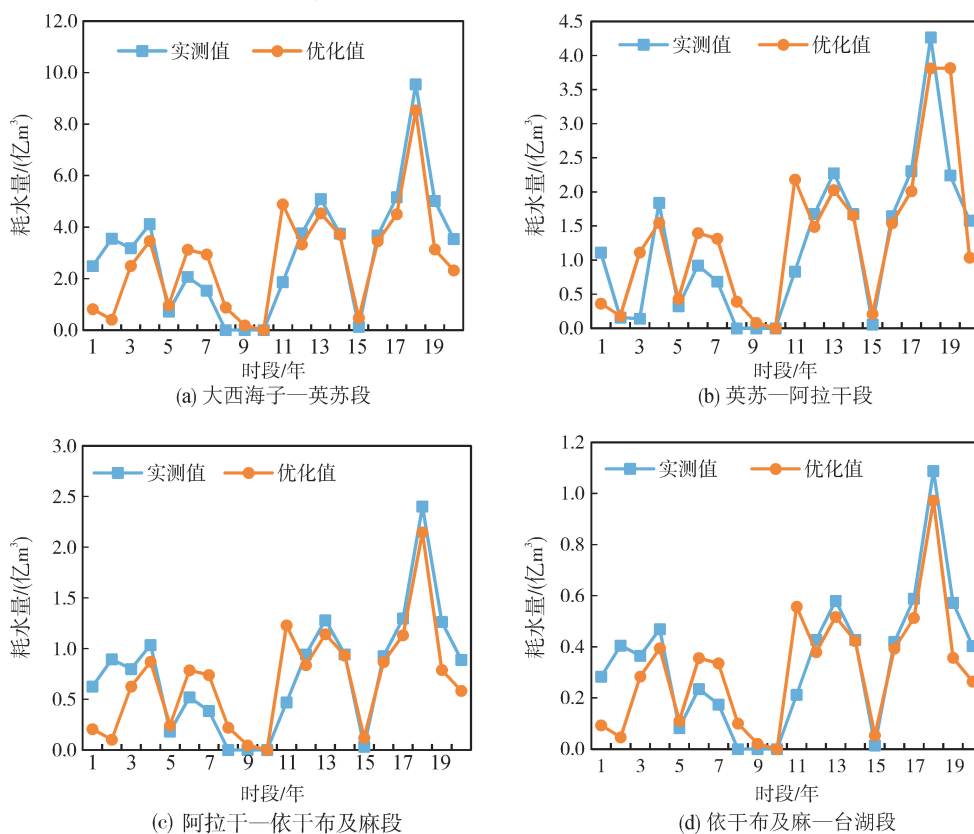 12.0
10.0
8.0
6.0
4.0
2.0
0.0
耗水量/(亿m³)
实测值 优化值
1 3 5 7 9 11 13 15 17 19
时段/年
(a) 大西海子—英苏段
4.5
4.0
3.5
3.0
2.5
2.0
1.5
1.0
0.5
0.0
耗水量/(亿m³)
实测值 优化值
1 3 5 7 9 11 13 15 17 19
时段/年
(b) 英苏—阿拉干段
3.0
2.5
2.0
1.5
1.0
0.5
0.0
耗水量/(亿m³)
实测值 优化值
1 3 5 7 9 11 13 15 17 19
时段/年
(c) 阿拉干—依干布及麻段
1.2
1.0
0.8
0.6
0.4
0.2
0.0
耗水量/(亿m³)
实测值 优化值
1 3 5 7 9 11 13 15 17 19
时段/年
(d) 依干布及麻—台湖段